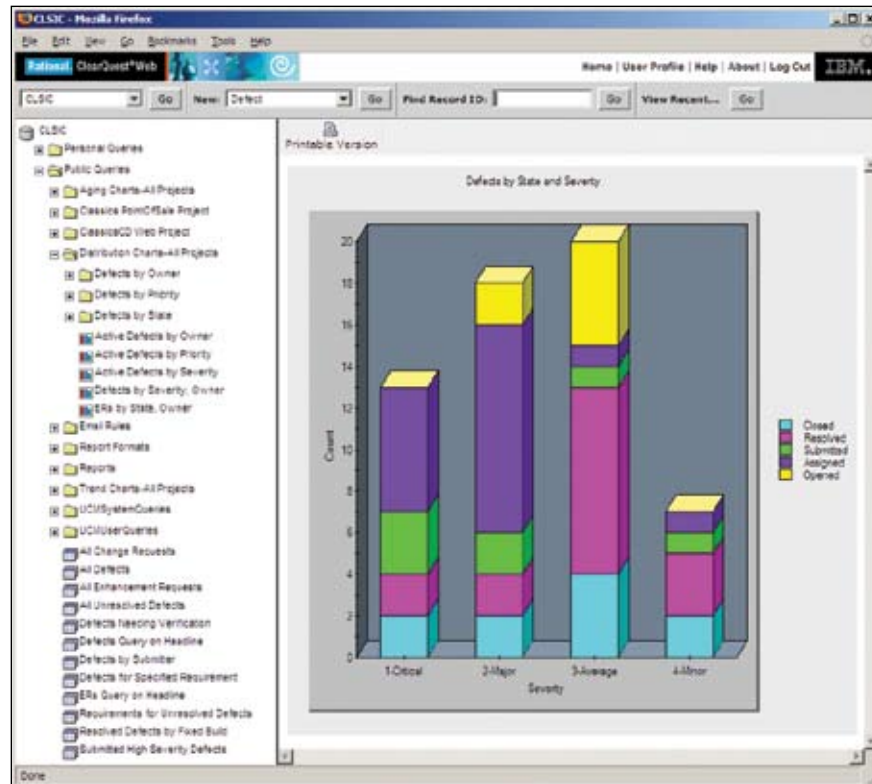 CLSIC - Mozilla Firefox
File Edit View Go Bookmarks Tools Help
Rational. ClearQuest® Web
Home | User Profile | Help | About | Log Out
IBM.
CLSIC Go New: Defect Go Find Record ID: Go View Recent... Go
CLSIC
Personal Queries
Public Queries
Aging Charts-All Projects
Classics PointOfSale Project
ClassicsCD Web Project
Distribution Charts-All Projects
Defects by Owner
Defects by Priority
Defects by State
Active Defects by Owner
Active Defects by Priority
Active Defects by Severity
Defects by Severity, Owner
ERs by State, Owner
Email Rules
Report Formats
Reports
Trend Charts-All Projects
UCMSystemQueries
UCMUserQueries
All Change Requests
All Defects
All Enhancement Requests
All Unresolved Defects
Defects Needing Verification
Defects Query on Headline
Defects by Submitter
Defects for Specified Requirement
ERs Query on Headline
Requirements for Unresolved Defects
Resolved Defects by Fixed Build
Submitted High Severity Defects
Printable Version
Defects by State and Severity
20
18
16
14
12
10
8
6
4
2
0
Count
1-Critical 2-Major 3-Average 4-Minor
Severity
Closed
Resolved
Submitted
Assigned
Opened
Done